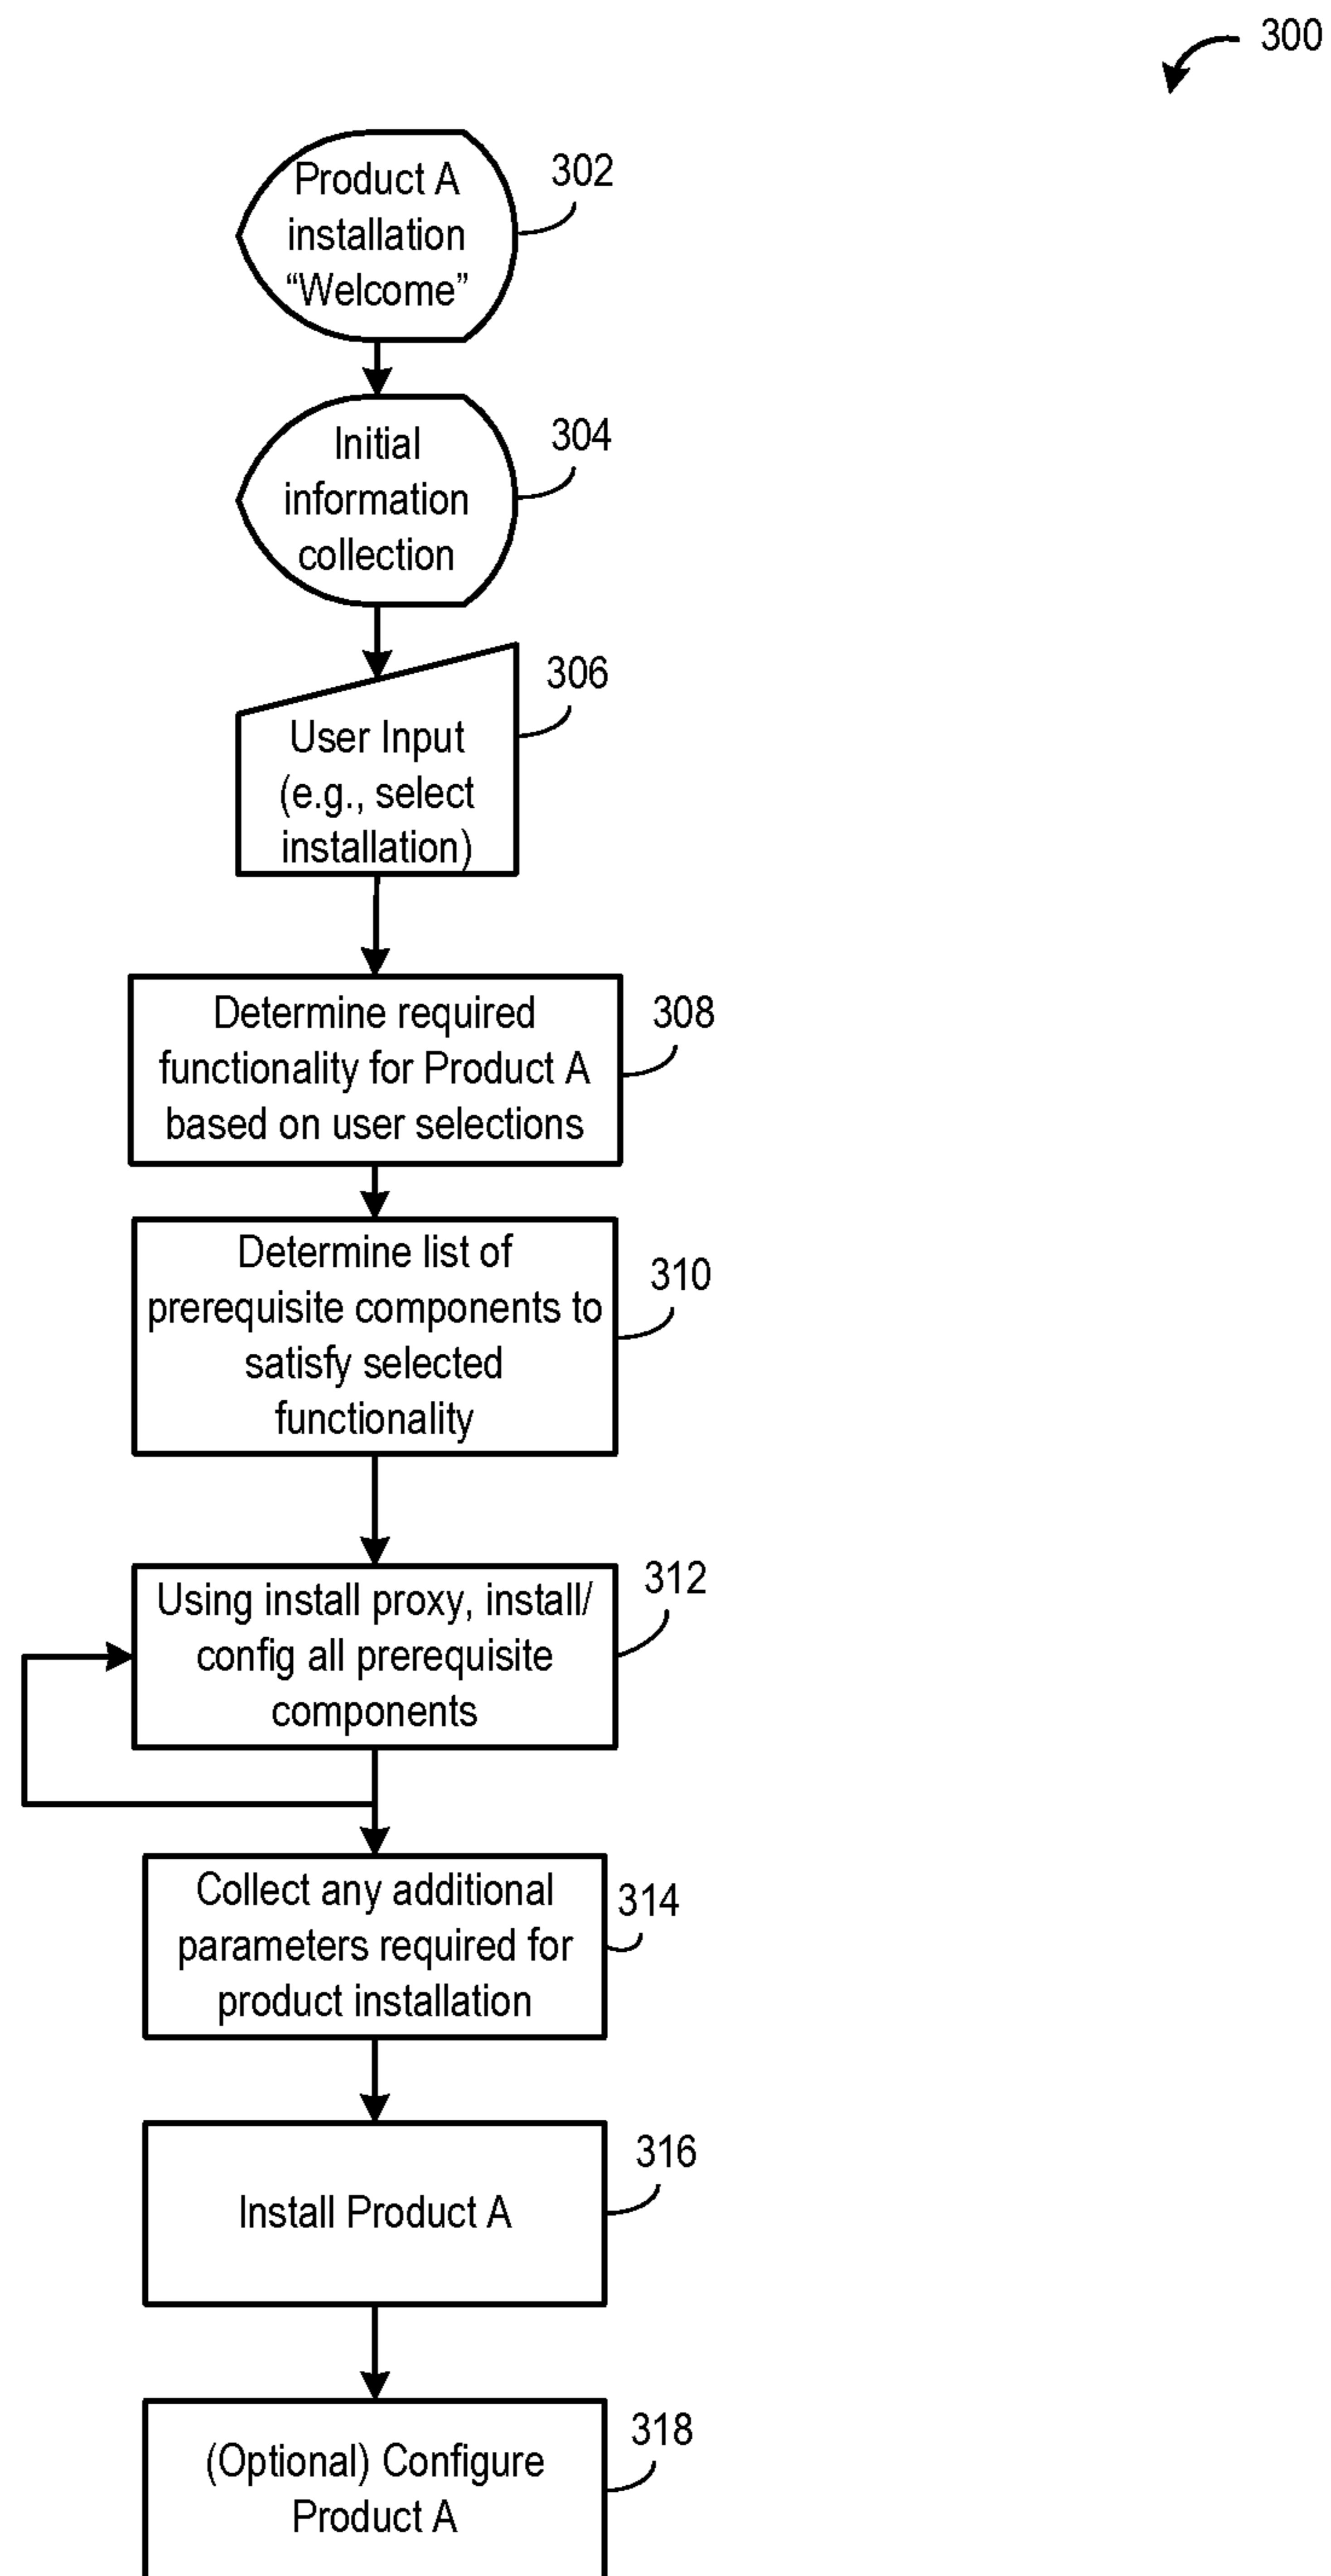 300
Product A
installation
“Welcome”
302
Initial
information
collection
304
User Input
(e.g., select
installation)
306
Determine required
functionality for Product A
based on user selections
308
Determine list of
prerequisite components to
satisfy selected
functionality
310
Using install proxy, install/
config all prerequisite
components
312
Collect any additional
parameters required for
product installation
314
Install Product A
316
(Optional) Configure
Product A
318